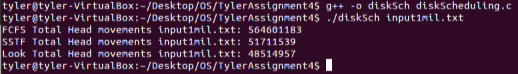 tyler@tyler-VirtualBox:~/Desktop/OS/TylerAssignment4$ g++ -o diskSch diskScheduling.c
tyler@tyler-VirtualBox:~/Desktop/OS/TylerAssignment4$ ./diskSch input1mil.txt
FCFS Total Head movements input1mil.txt: 564601183
SSTF Total Head movements input1mil.txt: 51711539
Look Total Head movements input1mil.txt: 48514957
tyler@tyler-VirtualBox:~/Desktop/OS/TylerAssignment4$